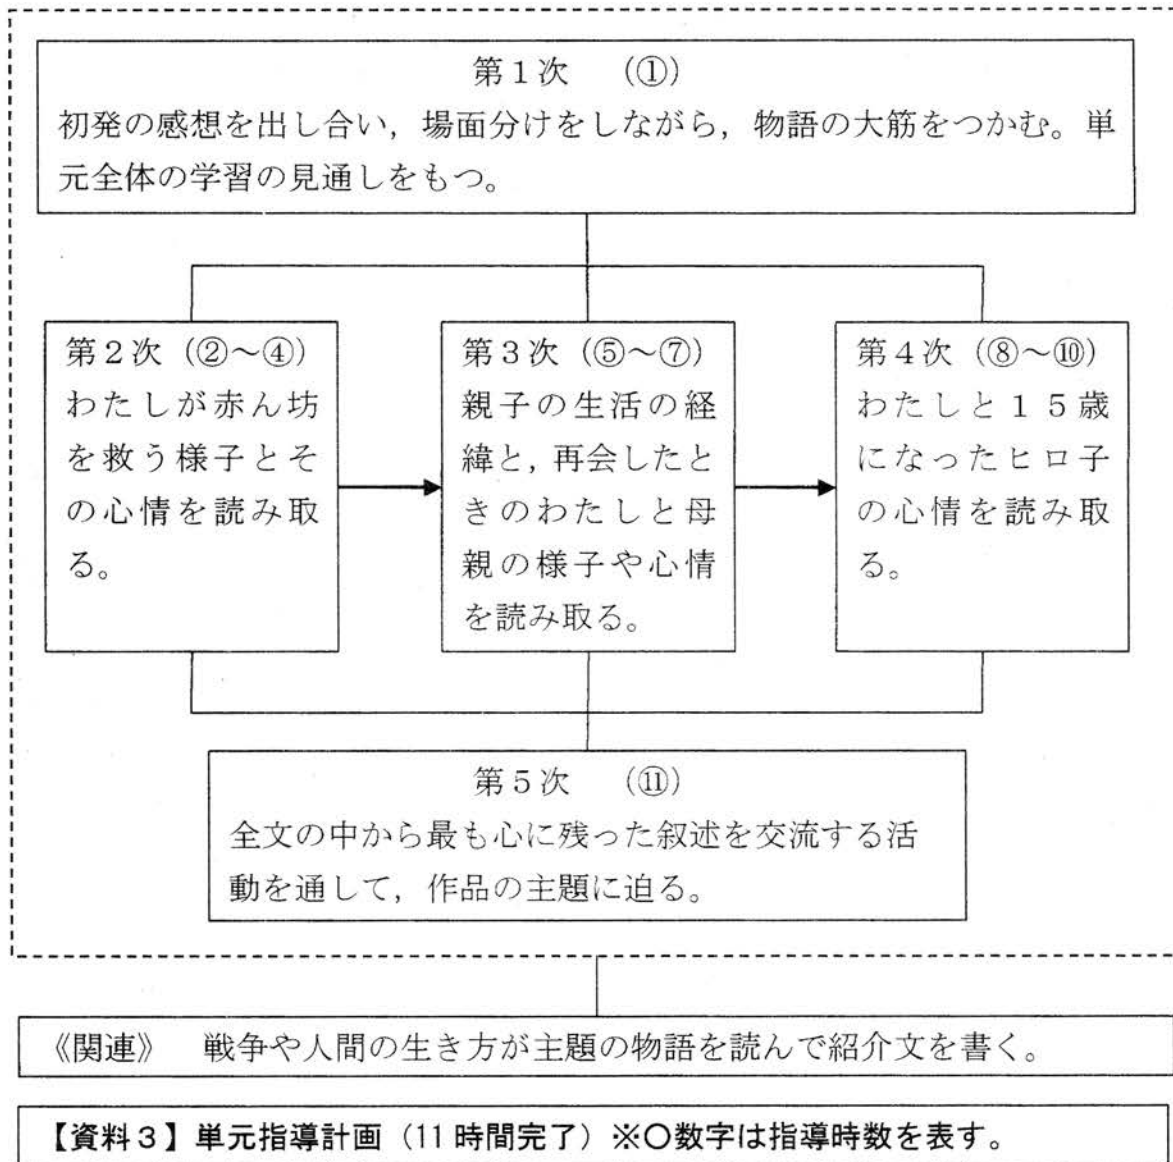 第1次　（①）
初発の感想を出し合い，場面分けをしながら，物語の大筋をつかむ。単
元全体の学習の見通しをもつ。
第2次（②～④）
わたしが赤ん坊
を救う様子とそ
の心情を読み取
る。
第3次（⑤～⑦）
親子の生活の経
緯と，再会したと
きのわたしと母
親の様子や心情
を読み取る。
第4次（⑧～⑩）
わたしと１５歳
になったヒロ子
の心情を読み取
る。
第5次　（⑪）
全文の中から最も心に残った叙述を交流する活
動を通して，作品の主題に迫る。
《関連》　戦争や人間の生き方が主題の物語を読んで紹介文を書く。
【資料３】単元指導計画（11時間完了）※○数字は指導時数を表す。